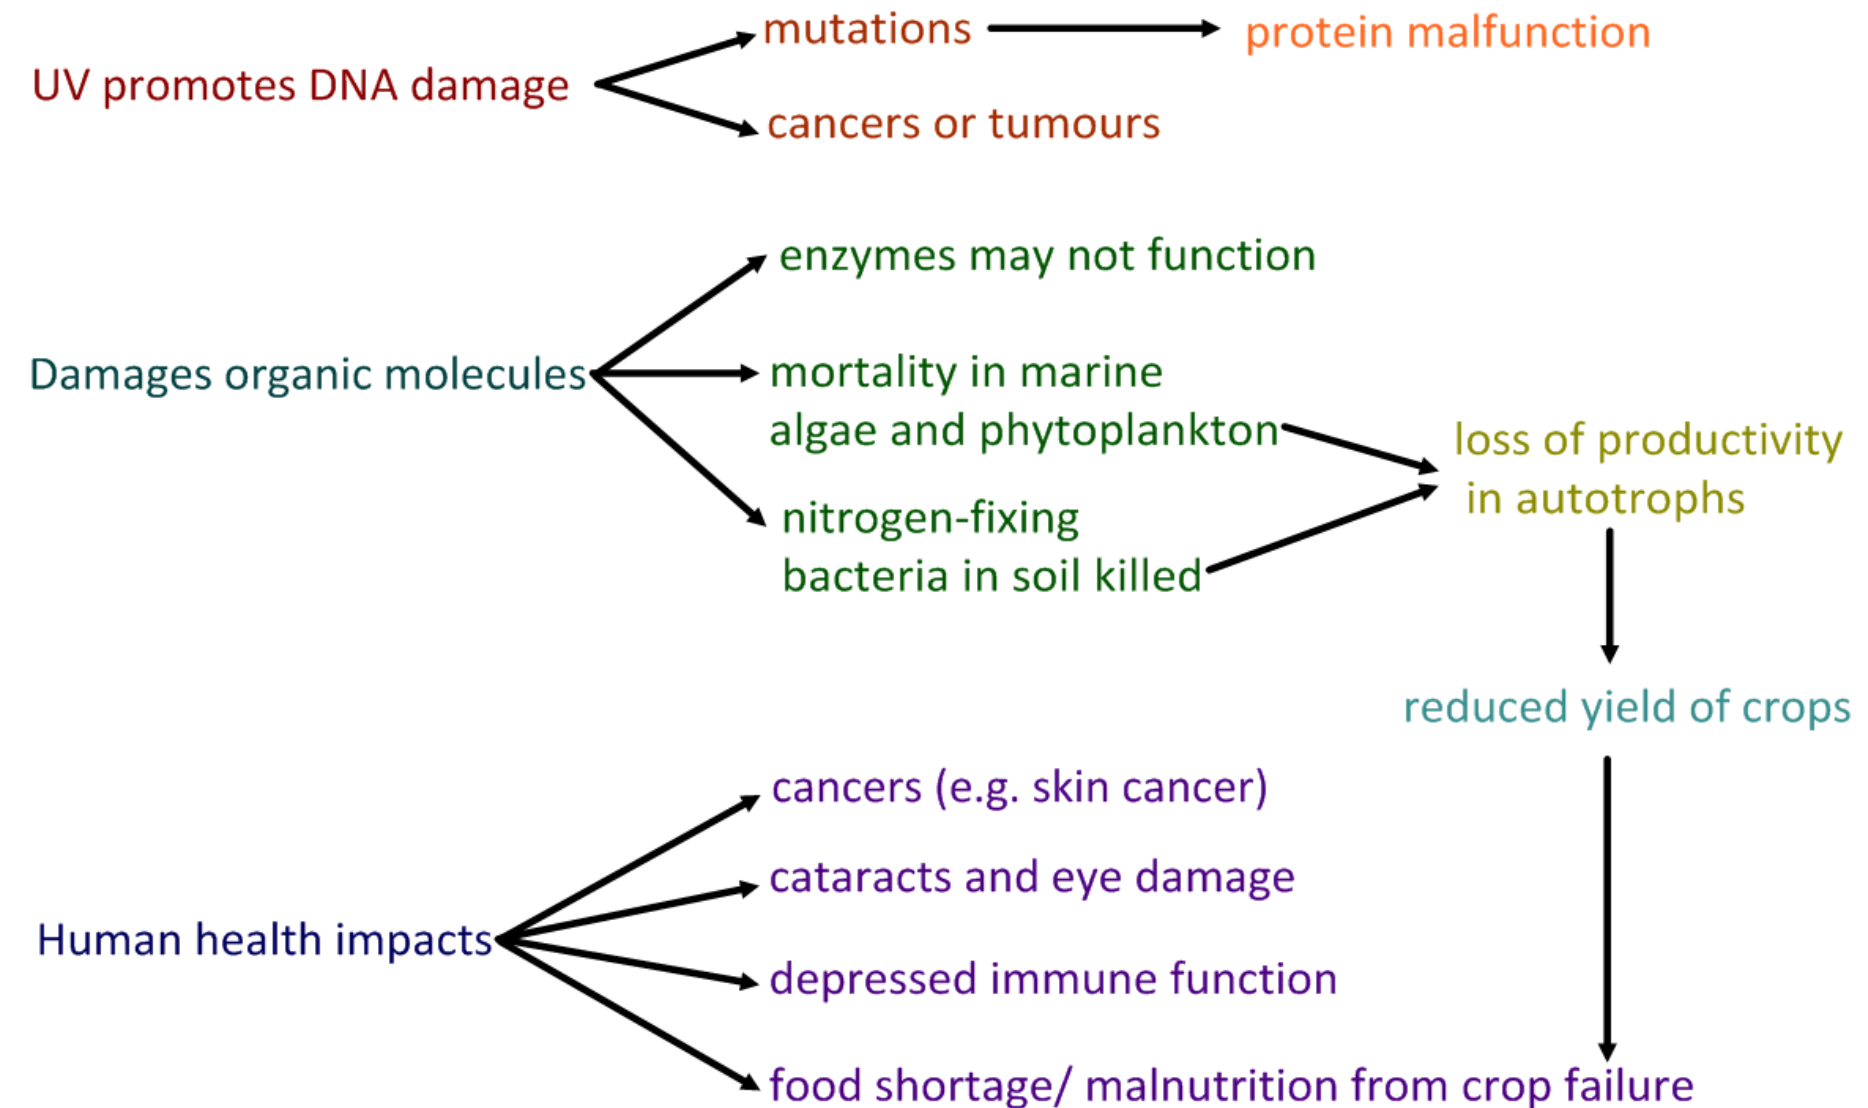 mutations
protein malfunction
UV promotes DNA damage
cancers or tumours
enzymes may not function
Damages organic molecules
mortality in marine
algae and phytoplankton
loss of productivity
in autotrophs
nitrogen-fixing
bacteria in soil killed
reduced yield of crops
cancers (e.g. skin cancer)
cataracts and eye damage
Human health impacts
depressed immune function
food shortage/ malnutrition from crop failure